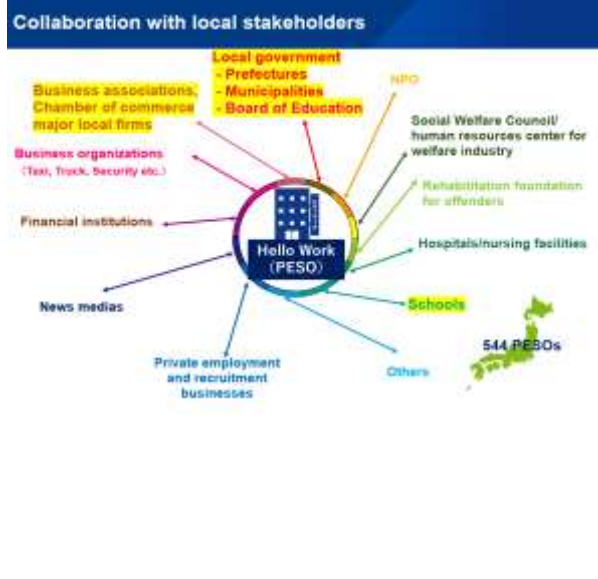 Collaboration with local stakeholders
Local government
- Prefectures
- Municipalities
- Board of Education
Business associations,
Chamber of commerce
major local firms
NPO
Social Welfare Council/
human resources center for
welfare industry
Business organizations
(Taxi, Truck, Security etc.)
Rehabilitation foundation
for offenders
Financial institutions
Hello Work
(PESO)
Hospitals/nursing facilities
News medias
Schools
544 PESOs
Private employment
and recruitment
businesses
Others